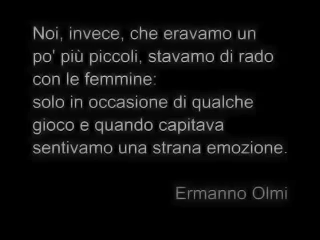 Noi, invece, che eravamo un
po' più piccoli, stavamo di rado
con le femmine:
solo in occasione di qualche
gioco e quando capitava
sentivamo una strana emozione.
Ermanno Olmi